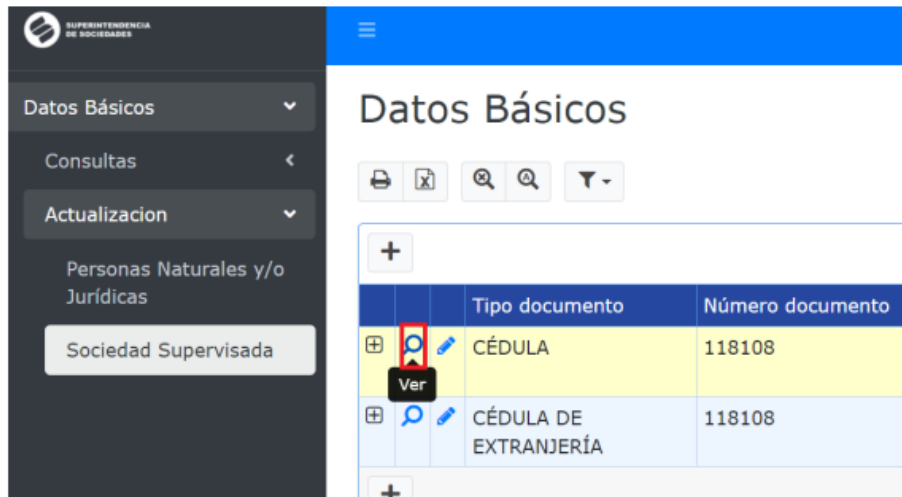 SUPERINTENDENCIA
DE SOCIEDADES
Datos Básicos
Consultas
Actualizacion
Personas Naturales y/o
Jurídicas
Sociedad Supervisada
Datos Básicos
Tipo documento Número documento
CÉDULA 118108
Ver
CÉDULA DE 118108
EXTRANJERÍA